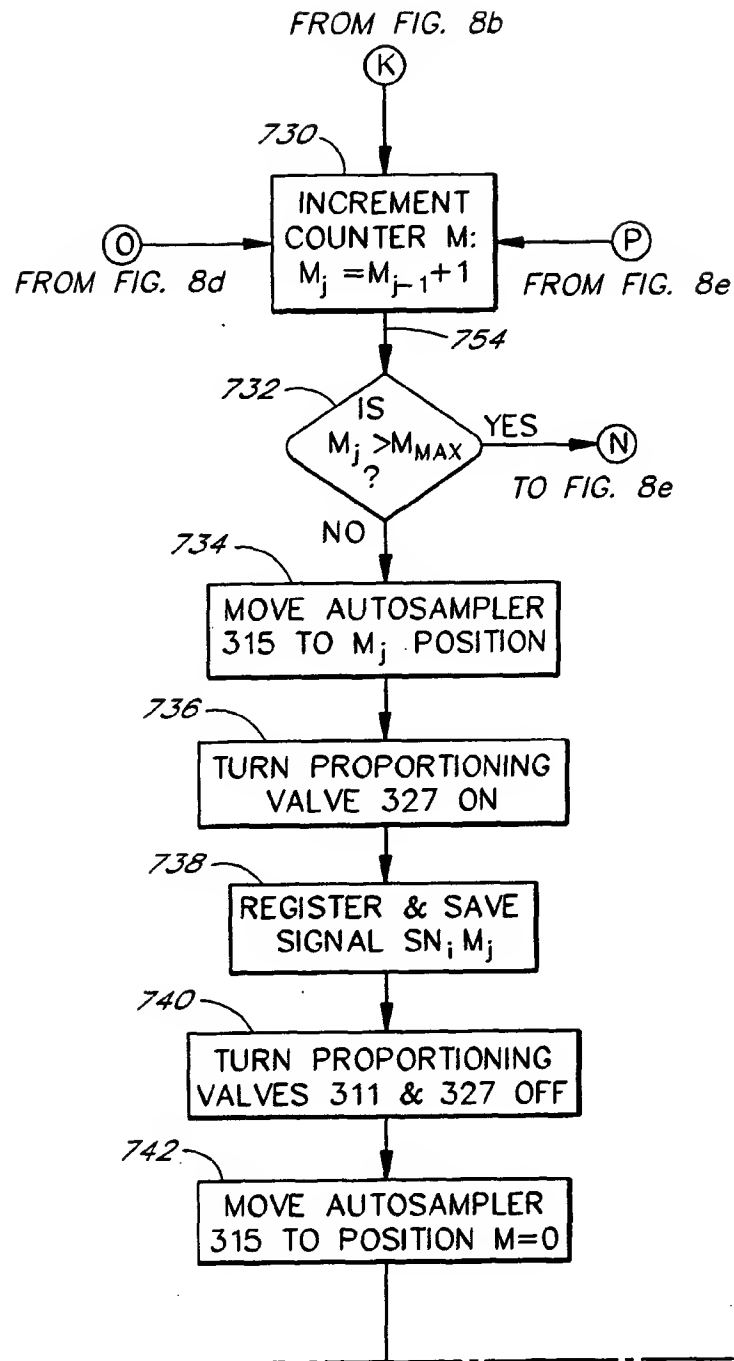 FROM FIG. 8b
K
730
INCREMENT
COUNTER M:
M_j = M_{j-1}+1
O
FROM FIG. 8d
P
FROM FIG. 8e
754
732
IS
M_j >M_{MAX}
?
YES
N
TO FIG. 8e
NO
734
MOVE AUTOSAMPLER
315 TO M_j POSITION
736
TURN PROPORTIONING
VALVE 327 ON
738
REGISTER & SAVE
SIGNAL SN_i M_j
740
TURN PROPORTIONING
VALVES 311 & 327 OFF
742
MOVE AUTOSAMPLER
315 TO POSITION M=0